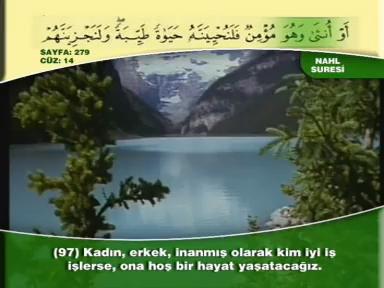 أَوْ أُنثَىٰ وَهُوَ مُؤْمِنٌ فَلَنُحْيِيَنَّهُۥ حَيَوٰةً طَيِّبَةًۖ وَلَنَجْزِيَنَّهُمْ
SAYFA: 279
CÜZ: 14
NAHL
SURESİ
(97) Kadın, erkek, inanmış olarak kim iyi iş
işlerse, ona hoş bir hayat yaşatacağız.